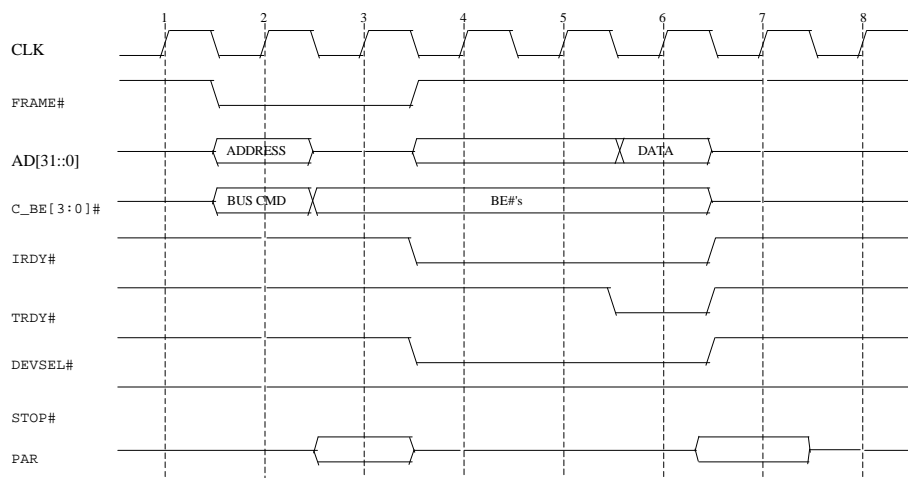 1 2 3 4 5 6 7 8
CLK
FRAME#
AD[31::0] ADDRESS DATA
C_BE[3:0]# BUS CMD BE#'s
IRDY#
TRDY#
DEVSEL#
STOP#
PAR